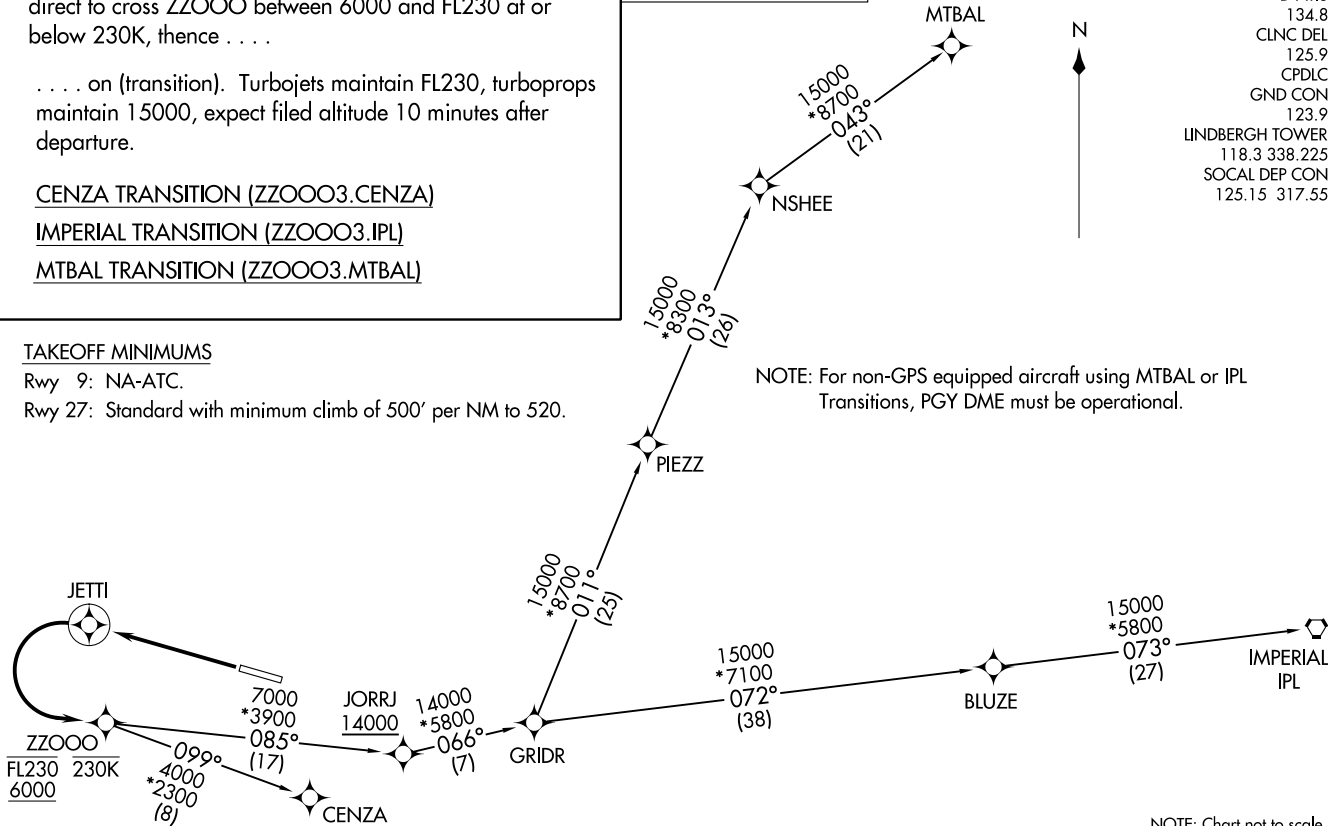 direct to cross ZZOOO between 6000 and FL230 at or
below 230K, thence . . . .
. . . . on (transition). Turbojets maintain FL230, turboprops
maintain 15000, expect filed altitude 10 minutes after
departure.
CENZA TRANSITION (ZZOOO3.CENZA)
IMPERIAL TRANSITION (ZZOOO3.IPL)
MTBAL TRANSITION (ZZOOO3.MTBAL)
134.8
CLNC DEL
125.9
CPDLC
GND CON
123.9
LINDBERGH TOWER
118.3 338.225
SOCAL DEP CON
125.15 317.55
N
MTBAL
15000
*8700
043°
(21)
NSHEE
15000
*8300
013°
(26)
TAKEOFF MINIMUMS
Rwy 9: NA-ATC.
Rwy 27: Standard with minimum climb of 500' per NM to 520.
NOTE: For non-GPS equipped aircraft using MTBAL or IPL
Transitions, PGY DME must be operational.
PIEZZ
15000
*8700
011°
(25)
JETTI
7000
*3900
085°
(17)
JORRJ
14000
14000
*5800
066°
(7)
GRIDR
15000
*7100
072°
(38)
BLUZE
15000
*5800
073°
(27)
IMPERIAL
IPL
ZZOOO
FL230 230K
6000
099°
4000
*2300
(8)
CENZA
NOTE: Chart not to scale.